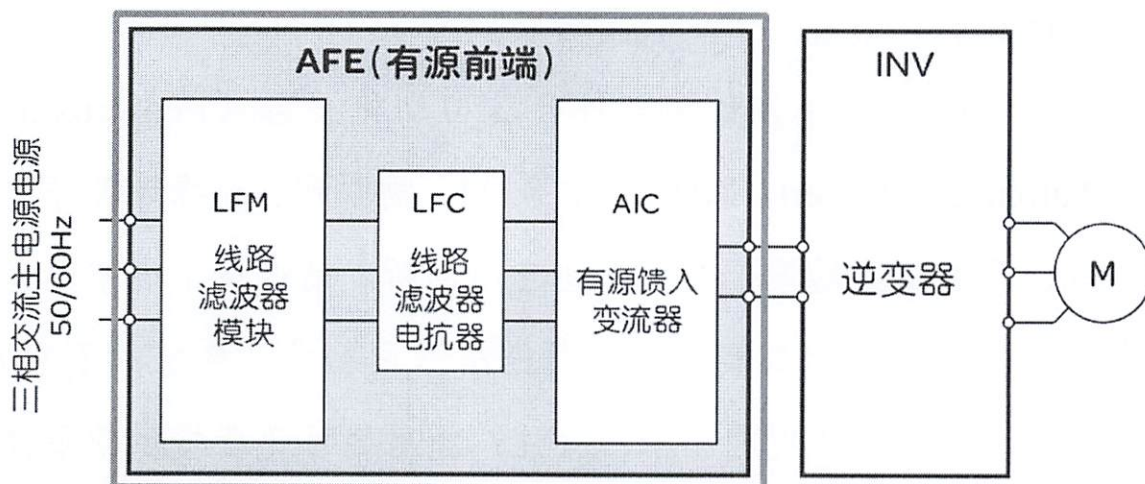 AFE(有源前端)
INV
三相交流主电源电源
50/60Hz
LFM
线路
滤波器
模块
LFC
线路
滤波器
电抗器
AIC
有源馈入
变流器
逆变器
M